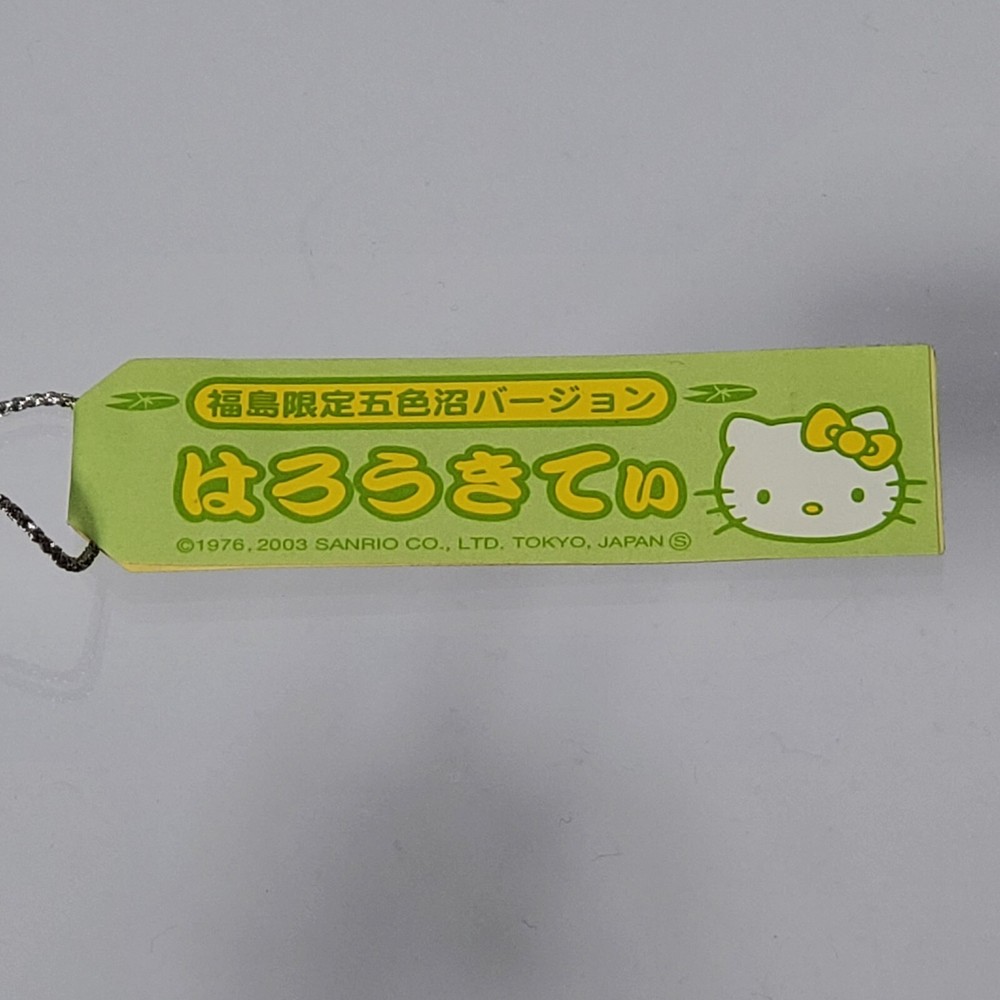 福島限定五色沼バージョン
はろうきてぃ
©1976, 2003 SANRIO CO., LTD. TOKYO, JAPAN Ⓢ